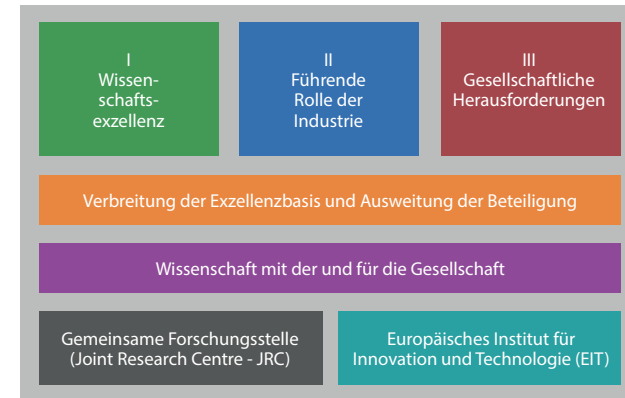 I
Wissen-
schafts-
exzellenz
II
Führende
Rolle der
Industrie
III
Gesellschaftliche
Herausforderungen
Verbreitung der Exzellenzbasis und Ausweitung der Beteiligung
Wissenschaft mit der und für die Gesellschaft
Gemeinsame Forschungsstelle
(Joint Research Centre - JRC)
Europäisches Institut für
Innovation und Technologie (EIT)